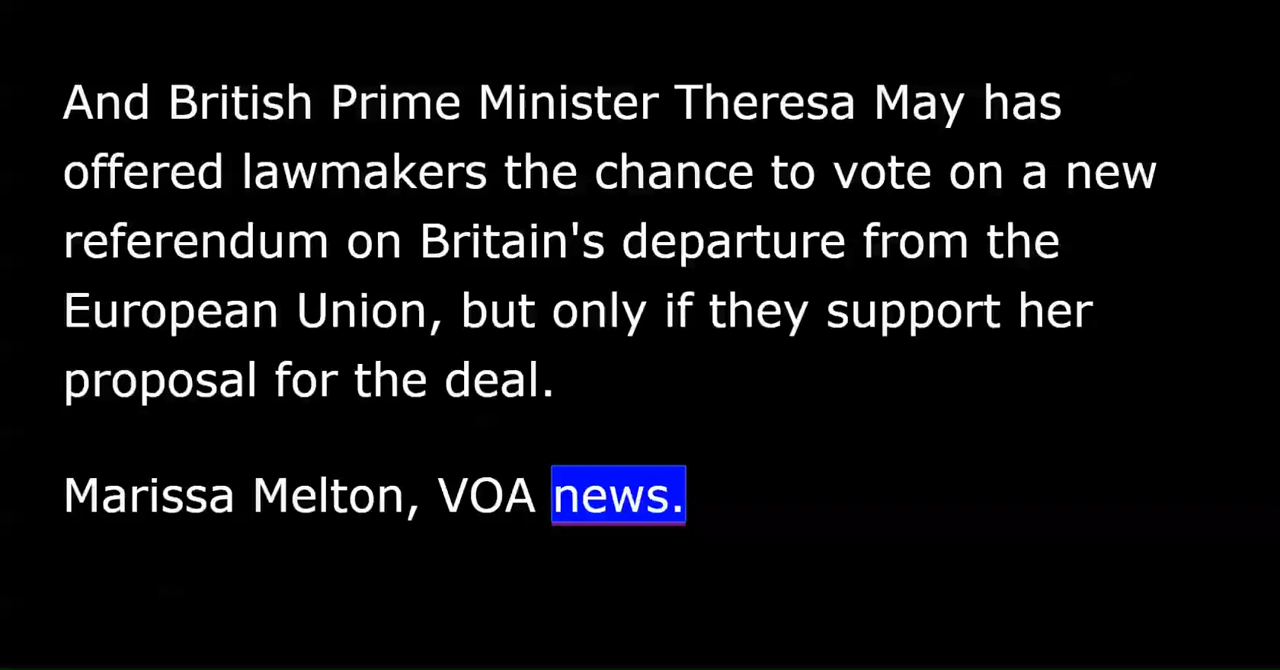 And British Prime Minister Theresa May has
offered lawmakers the chance to vote on a new
referendum on Britain's departure from the
European Union, but only if they support her
proposal for the deal.
Marissa Melton, VOA news.